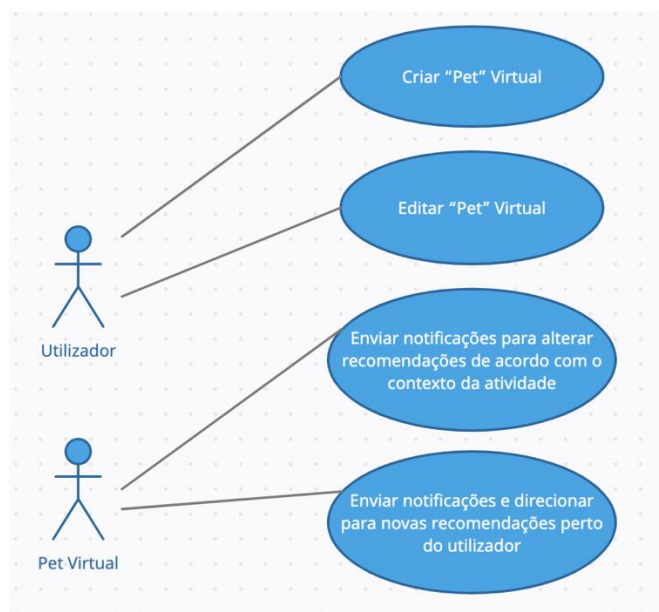 Criar “Pet” Virtual
Editar “Pet” Virtual
Utilizador
Enviar notificações para alterar
recomendações de acordo com o
contexto da atividade
Enviar notificações e direcionar
para novas recomendações perto
do utilizador
Pet Virtual